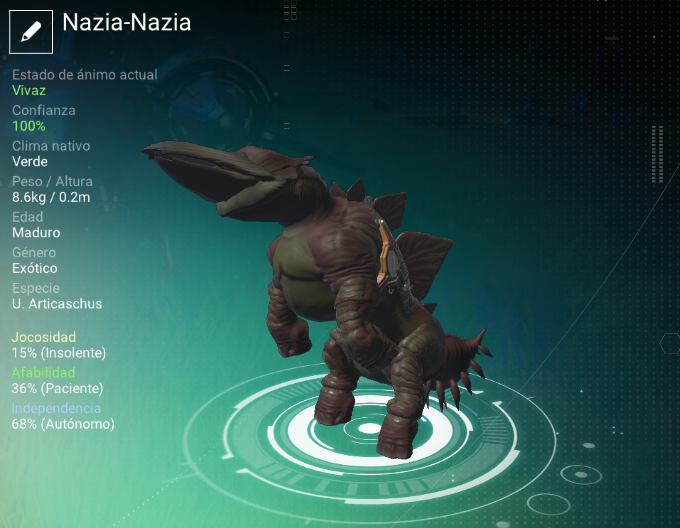 Nazia-Nazia
Estado de ánimo actual
Vivaz
Confianza
100%
Clima nativo
Verde
Peso / Altura
8.6kg / 0.2m
Edad
Maduro
Género
Exótico
Especie
U. Articaschus
Jocosidad
15% (Insolente)
Afabilidad
36% (Paciente)
Independencia
68% (Autónomo)